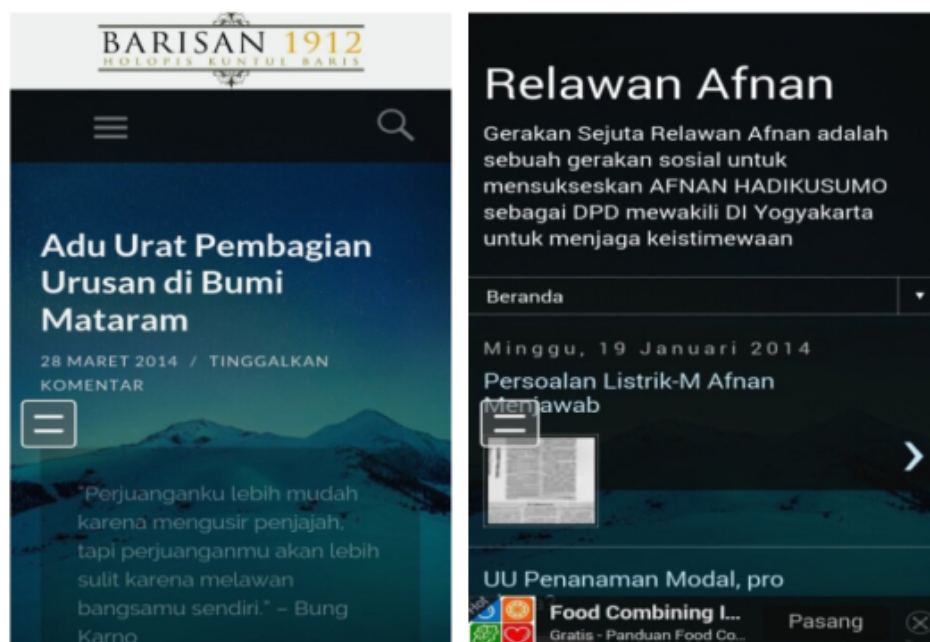 BARISAN 1912
HOLOPIS KUNTUL BARIS
Adu Urat Pembagian
Urusan di Bumi
Mataram
28 MARET 2014 / TINGGALKAN
KOMENTAR
"Perjuanganku lebih mudah
karena mengusir penjajah,
tapi perjuanganmu akan lebih
sulit karena melawan
bangsamu sendiri." – Bung
Karno
Relawan Afnan
Gerakan Sejuta Relawan Afnan adalah
sebuah gerakan sosial untuk
mensukseskan AFNAN HADIKUSUMO
sebagai DPD mewakili DI Yogyakarta
untuk menjaga keistimewaan
Beranda
Minggu, 19 Januari 2014
Persoalan Listrik-M Afnan
Menjawab
UU Penanaman Modal, pro
Hot
Food Combining I...
Gratis - Panduan Food Co...
Pasang